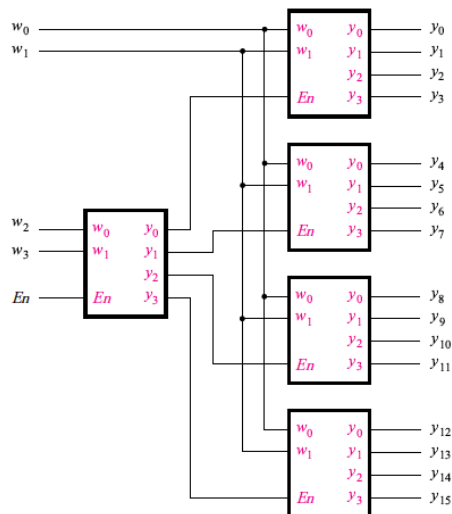 w0 w0 y0 y0
w1 w1 y1 y1
y2 y2
En y3 y3
w0 y0 y4
w1 y1 y5
y2 y6
En y3 y7
w2 w0 y0
w3 w1 y1
y2
En En y3
w0 y0 y8
w1 y1 y9
y2 y10
En y3 y11
w0 y0 y12
w1 y1 y13
y2 y14
En y3 y15